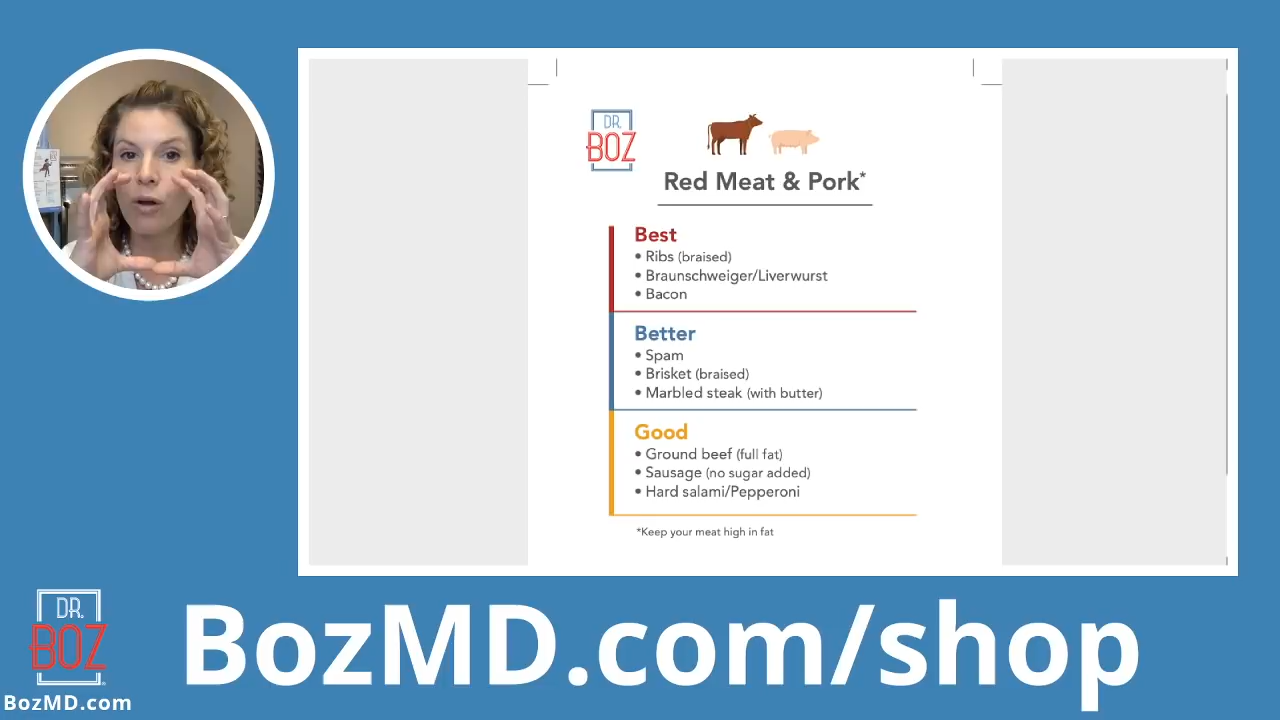 DR.
BOZ
Red Meat & Pork*
Best
• Ribs (braised)
• Braunschweiger/Liverwurst
• Bacon
Better
• Spam
• Brisket (braised)
• Marbled steak (with butter)
Good
• Ground beef (full fat)
• Sausage (no sugar added)
• Hard salami/Pepperoni
*Keep your meat high in fat
DR.
BOZ
BozMD.com
BozMD.com/shop